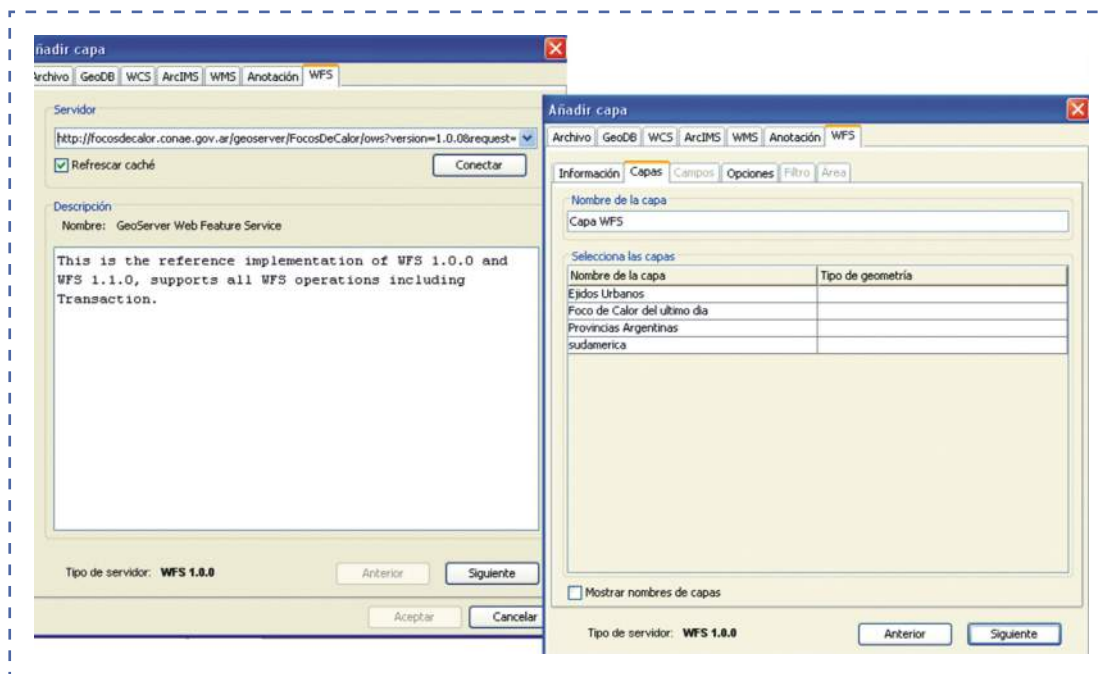 ñadir capa
Archivo GeoDB WCS ArcIMS WMS Anotación WFS
Servidor
http://focosdecalor.conae.gov.ar/geoserver/FocosDeCalor/ows?version=1.0.0&request=
Refrescar caché
Conectar
Descripción
Nombre: GeoServer Web Feature Service
This is the reference implementation of WFS 1.0.0 and
WFS 1.1.0, supports all WFS operations including
Transaction.
Tipo de servidor: WFS 1.0.0
Anterior
Siguiente
Aceptar
Cancelar
Añadir capa
Archivo GeoDB WCS ArcIMS WMS Anotación WFS
Información Capas Campos Opciones Filtro Área
Nombre de la capa
Capa WFS
Selecciona las capas
Nombre de la capa Tipo de geometría
Ejidos Urbanos
Foco de Calor del ultimo dia
Provincias Argentinas
sudamerica
Mostrar nombres de capas
Tipo de servidor: WFS 1.0.0
Anterior
Siguiente